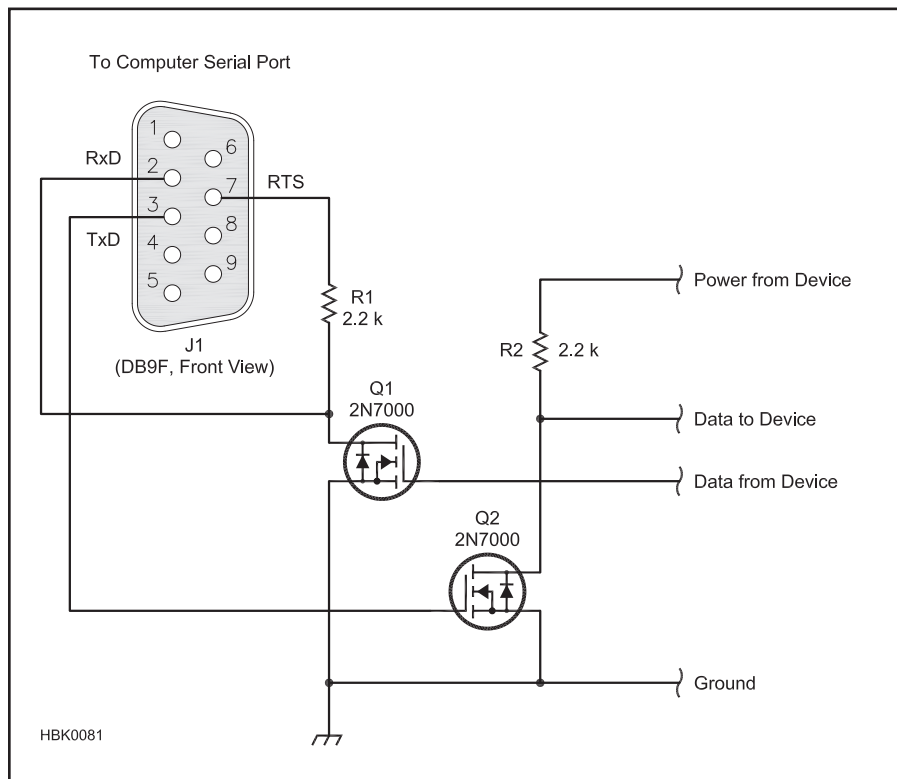 To Computer Serial Port
1
6
RxD
2
7
RTS
3
TxD
8
4
9
5
Power from Device
R1
2.2 k
J1
(DB9F, Front View)
R2
2.2 k
Q1
2N7000
Data to Device
Data from Device
Q2
2N7000
Ground
HBK0081